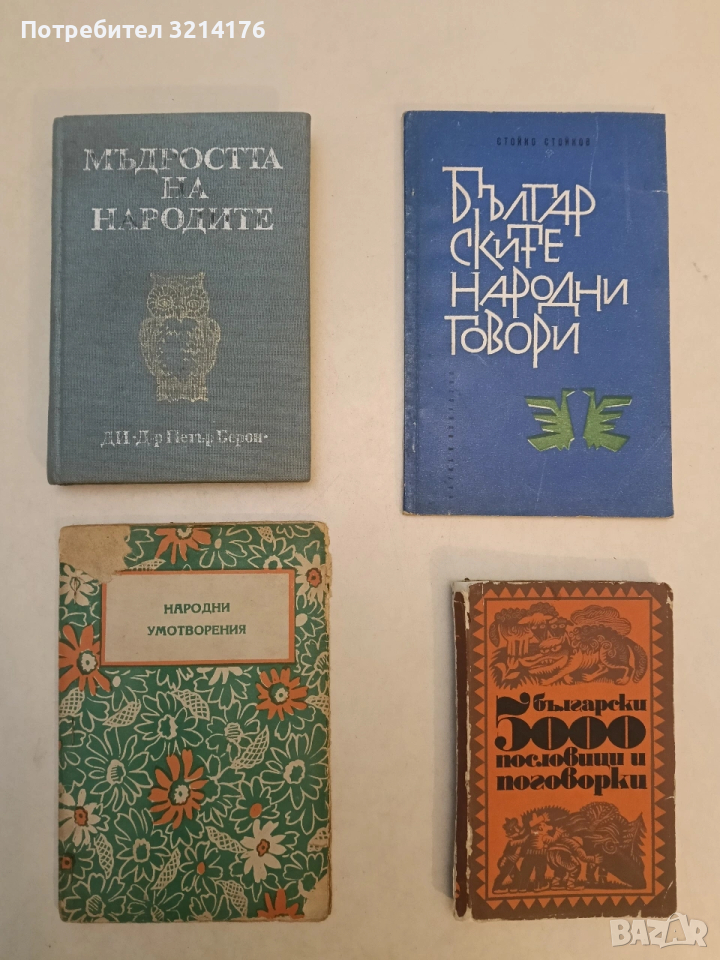 Потребител 3214176
МЪДРОСТТА
НА
НАРОДИТЕ
ДИ·Д-р Петър Берон·
СТОЙКО СТОЙКОВ
БЪЛГАР
СКИТЕ
НАРОДНИ
ГОВОРИ
НАРОДНИ
УМОТВОРЕНИЯ
български
5000
пословици и
поговорки
BAZAR